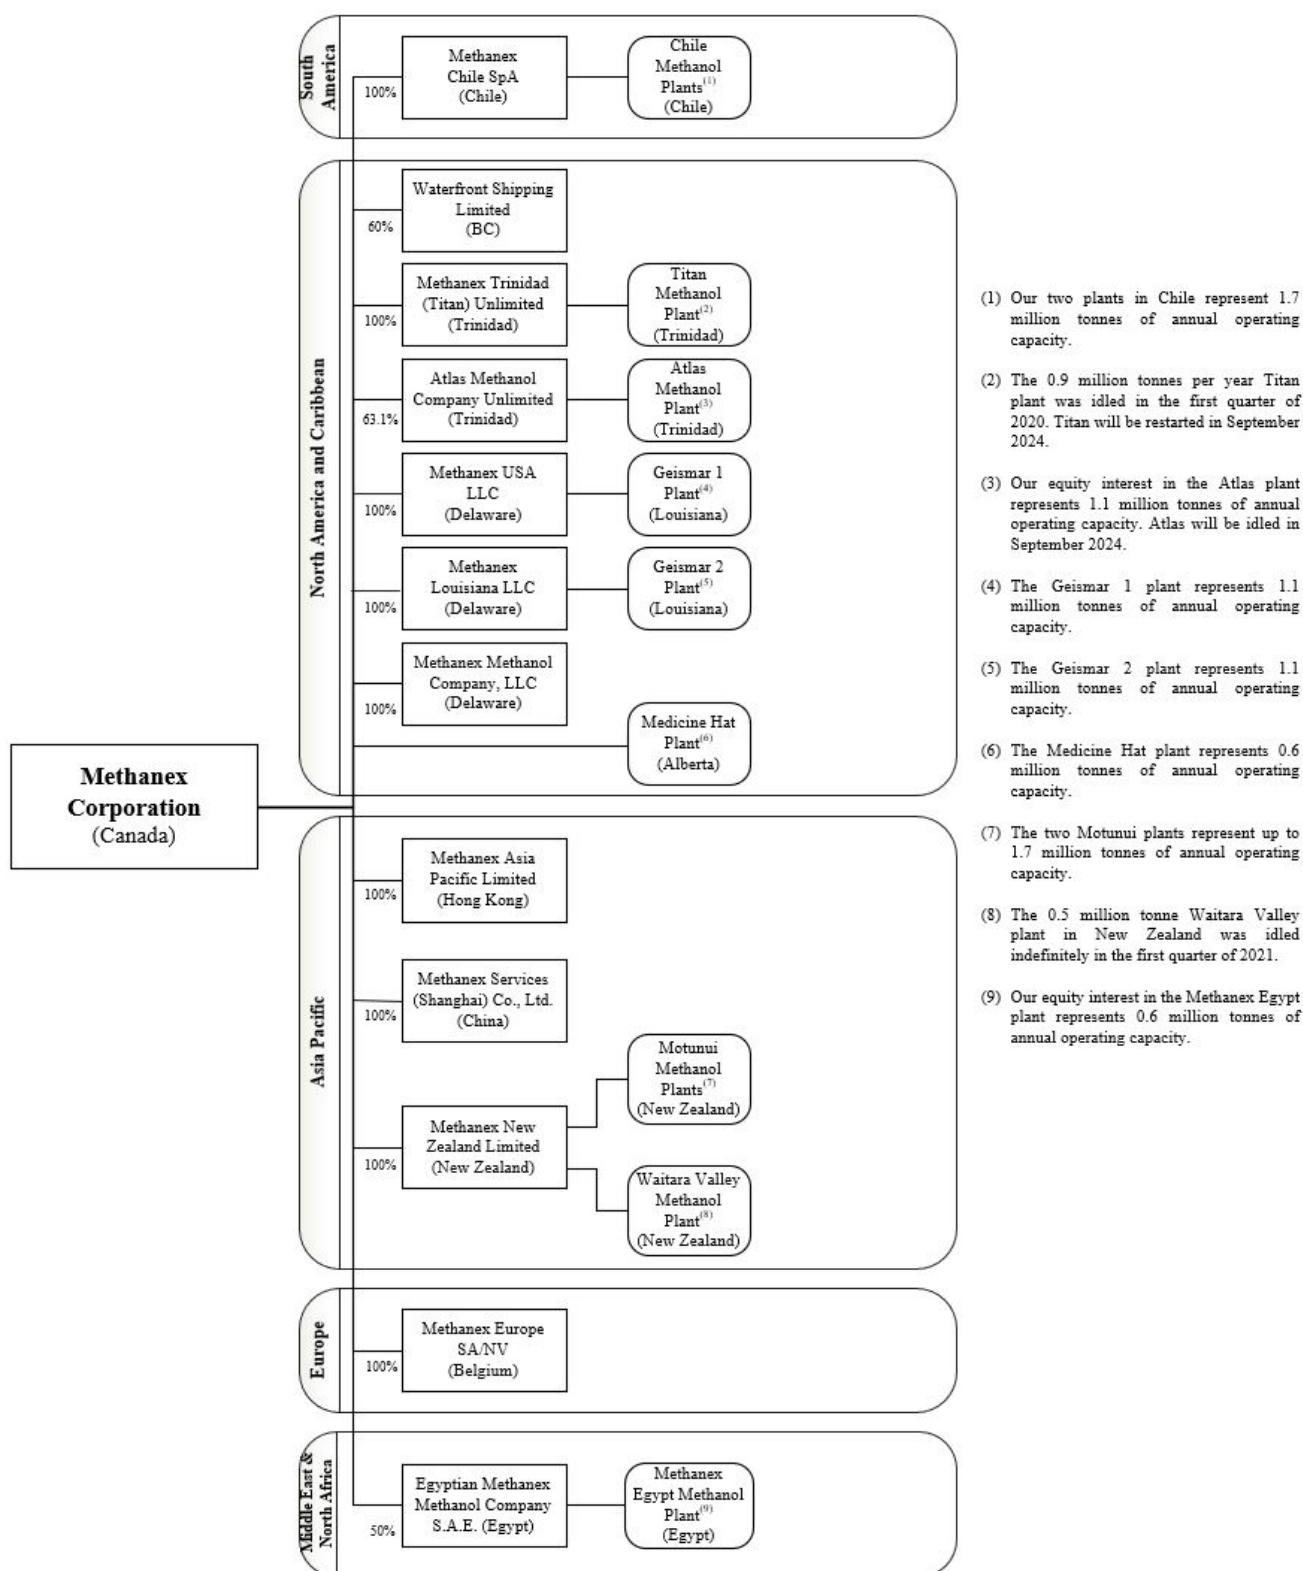 South
America
100%
Methanex
Chile SpA
(Chile)
Chile
Methanol
Plants(1)
(Chile)
North America and Caribbean
60%
Waterfront Shipping
Limited
(BC)
100%
Methanex Trinidad
(Titan) Unlimited
(Trinidad)
Titan
Methanol
Plant(2)
(Trinidad)
63.1%
Atlas Methanol
Company Unlimited
(Trinidad)
Atlas
Methanol
Plant(3)
(Trinidad)
100%
Methanex USA
LLC
(Delaware)
Geismar 1
Plant(4)
(Louisiana)
100%
Methanex
Louisiana LLC
(Delaware)
Geismar 2
Plant(5)
(Louisiana)
100%
Methanex Methanol
Company, LLC
(Delaware)
Medicine Hat
Plant(6)
(Alberta)
Methanex
Corporation
(Canada)
Asia Pacific
100%
Methanex Asia
Pacific Limited
(Hong Kong)
100%
Methanex Services
(Shanghai) Co., Ltd.
(China)
100%
Methanex New
Zealand Limited
(New Zealand)
Motunui
Methanol
Plants(7)
(New Zealand)
Waitara Valley
Methanol
Plant(8)
(New Zealand)
Europe
100%
Methanex Europe
SA/NV
(Belgium)
Middle East &
North Africa
50%
Egyptian Methanex
Methanol Company
S.A.E. (Egypt)
Methanex
Egypt Methanol
Plant(9)
(Egypt)
(1) Our two plants in Chile represent 1.7
million tonnes of annual operating
capacity.
(2) The 0.9 million tonnes per year Titan
plant was idled in the first quarter of
2020. Titan will be restarted in September
2024.
(3) Our equity interest in the Atlas plant
represents 1.1 million tonnes of annual
operating capacity. Atlas will be idled in
September 2024.
(4) The Geismar 1 plant represents 1.1
million tonnes of annual operating
capacity.
(5) The Geismar 2 plant represents 1.1
million tonnes of annual operating
capacity.
(6) The Medicine Hat plant represents 0.6
million tonnes of annual operating
capacity.
(7) The two Motunui plants represent up to
1.7 million tonnes of annual operating
capacity.
(8) The 0.5 million tonne Waitara Valley
plant in New Zealand was idled
indefinitely in the first quarter of 2021.
(9) Our equity interest in the Methanex Egypt
plant represents 0.6 million tonnes of
annual operating capacity.